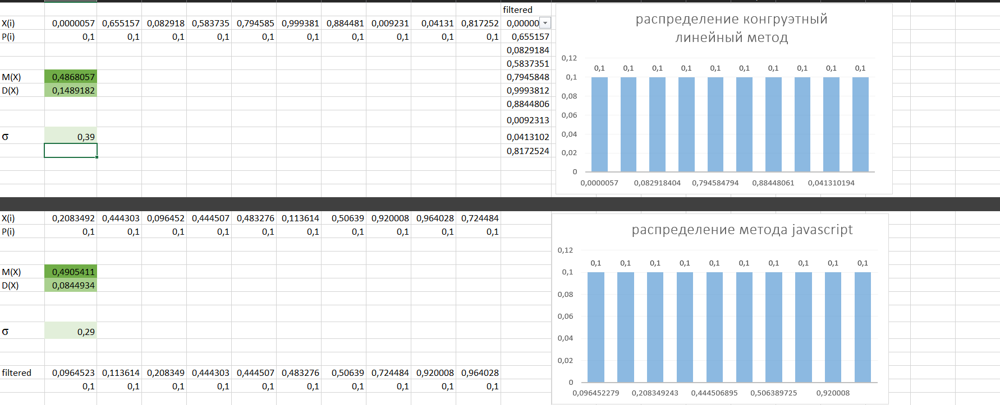 filtered
X(i) 0,0000057 0,655157 0,082918 0,583735 0,794585 0,999381 0,884481 0,009231 0,04131 0,817252 0,00000
P(i) 0,1 0,1 0,1 0,1 0,1 0,1 0,1 0,1 0,1 0,1 0,655157
0,0829184
0,5837351
M(X) 0,4868057 0,7945848
D(X) 0,1489182 0,9993812
0,8844806
0,0092313
σ 0,39 0,0413102
0,8172524
распределение конгруэтный
линейный метод
0,12
0,1 0,1 0,1 0,1 0,1 0,1 0,1 0,1 0,1 0,1
0,1
0,08
0,06
0,04
0,02
0
0,0000057 0,082918404 0,794584794 0,88448061 0,041310194
X(i) 0,2083492 0,444303 0,096452 0,444507 0,483276 0,113614 0,50639 0,920008 0,964028 0,724484
P(i) 0,1 0,1 0,1 0,1 0,1 0,1 0,1 0,1 0,1 0,1
M(X) 0,4905411
D(X) 0,0844934
σ 0,29
filtered 0,0964523 0,113614 0,208349 0,444303 0,444507 0,483276 0,50639 0,724484 0,920008 0,964028
0,1 0,1 0,1 0,1 0,1 0,1 0,1 0,1 0,1 0,1
распределение метода javascript
0,12
0,1 0,1 0,1 0,1 0,1 0,1 0,1 0,1 0,1 0,1
0,1
0,08
0,06
0,04
0,02
0
0,096452279 0,208349243 0,444506895 0,506389725 0,920008